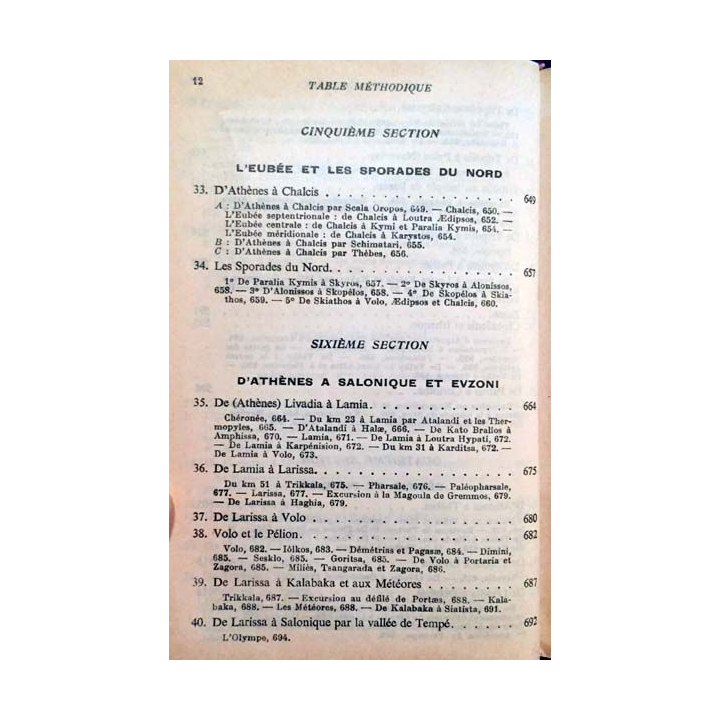 12
TABLE MÉTHODIQUE
CINQUIÈME SECTION
L'EUBÉE ET LES SPORADES DU NORD
33. D'Athènes à Chalcis . . . . . . . . . . . . . . . . . 649
A : D'Athènes à Chalcis par Scala Oropos, 649. — Chalcis, 650. —
L'Eubée septentrionale : de Chalcis à Loutra Ædipsos, 652. —
L'Eubée centrale : de Chalcis à Kymi et Paralia Kymis, 654. —
L'Eubée méridionale : de Chalcis à Karystos, 654.
B : D'Athènes à Chalcis par Schimatari, 655.
C : D'Athènes à Chalcis par Thèbes, 656.
34. Les Sporades du Nord. . . . . . . . . . . . . . . . . 657
1° De Paralia Kymis à Skyros, 657. — 2° De Skyros à Alonissos,
658. — 3° D'Alonissos à Skopélos, 658. — 4° De Skopélos à Skia-
thos, 659. — 5° De Skiathos à Volo, Ædipsos et Chalcis, 660.
SIXIÈME SECTION
D'ATHÈNES A SALONIQUE ET EVZONI
35. De (Athènes) Livadia à Lamia. . . . . . . . . . . . . 664
Chéronée, 664. — Du km 23 à Lamia par Atalandi et les Ther-
mopyles, 665. — D'Atalandi à Halæ, 666. — De Kato Brallos à
Amphissa, 670. — Lamia, 671. — De Lamia à Loutra Hypati, 672.
— De Lamia à Karpénision, 672. — Du km 31 à Karditsa, 672. —
De Lamia à Volo, 673.
36. De Lamia à Larissa. . . . . . . . . . . . . . . . . . 675
Du km 51 à Trikkala, 675. — Pharsale, 676. — Paléopharsale,
677. — Larissa, 677. — Excursion à la Magoula de Gremmos, 679.
— De Larissa à Haghia, 679.
37. De Larissa à Volo . . . . . . . . . . . . . . . . . . 680
38. Volo et le Pélion. . . . . . . . . . . . . . . . . . . 682
Volo, 682. — Iôlkos, 683. — Démétrias et Pagasæ, 684. — Dimini,
685. — Sesklo, 685. — Goritsa, 685. — De Volo à Portaria et
Zagora, 685. — Miliés, Tsangarada et Zagora, 686.
39. De Larissa à Kalabaka et aux Météores . . . . . . . . 687
Trikkala, 687. — Excursion au défilé de Portæs, 688. — Kala-
baka, 688. — Les Météores, 688. — De Kalabaka à Siatista, 691.
40. De Larissa à Salonique par la vallée de Tempé. . . . . . 692
L'Olympe, 694.